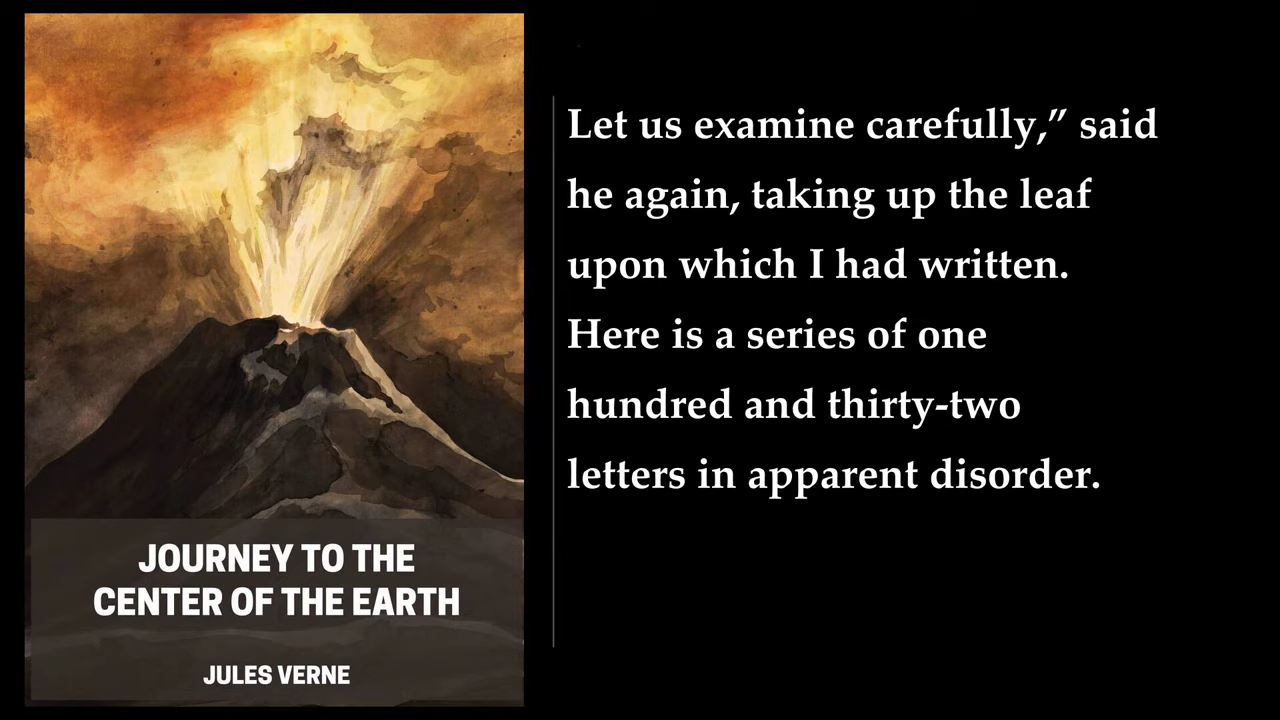 Let us examine carefully,” said
he again, taking up the leaf
upon which I had written.
Here is a series of one
hundred and thirty-two
letters in apparent disorder.
JOURNEY TO THE
CENTER OF THE EARTH
JULES VERNE